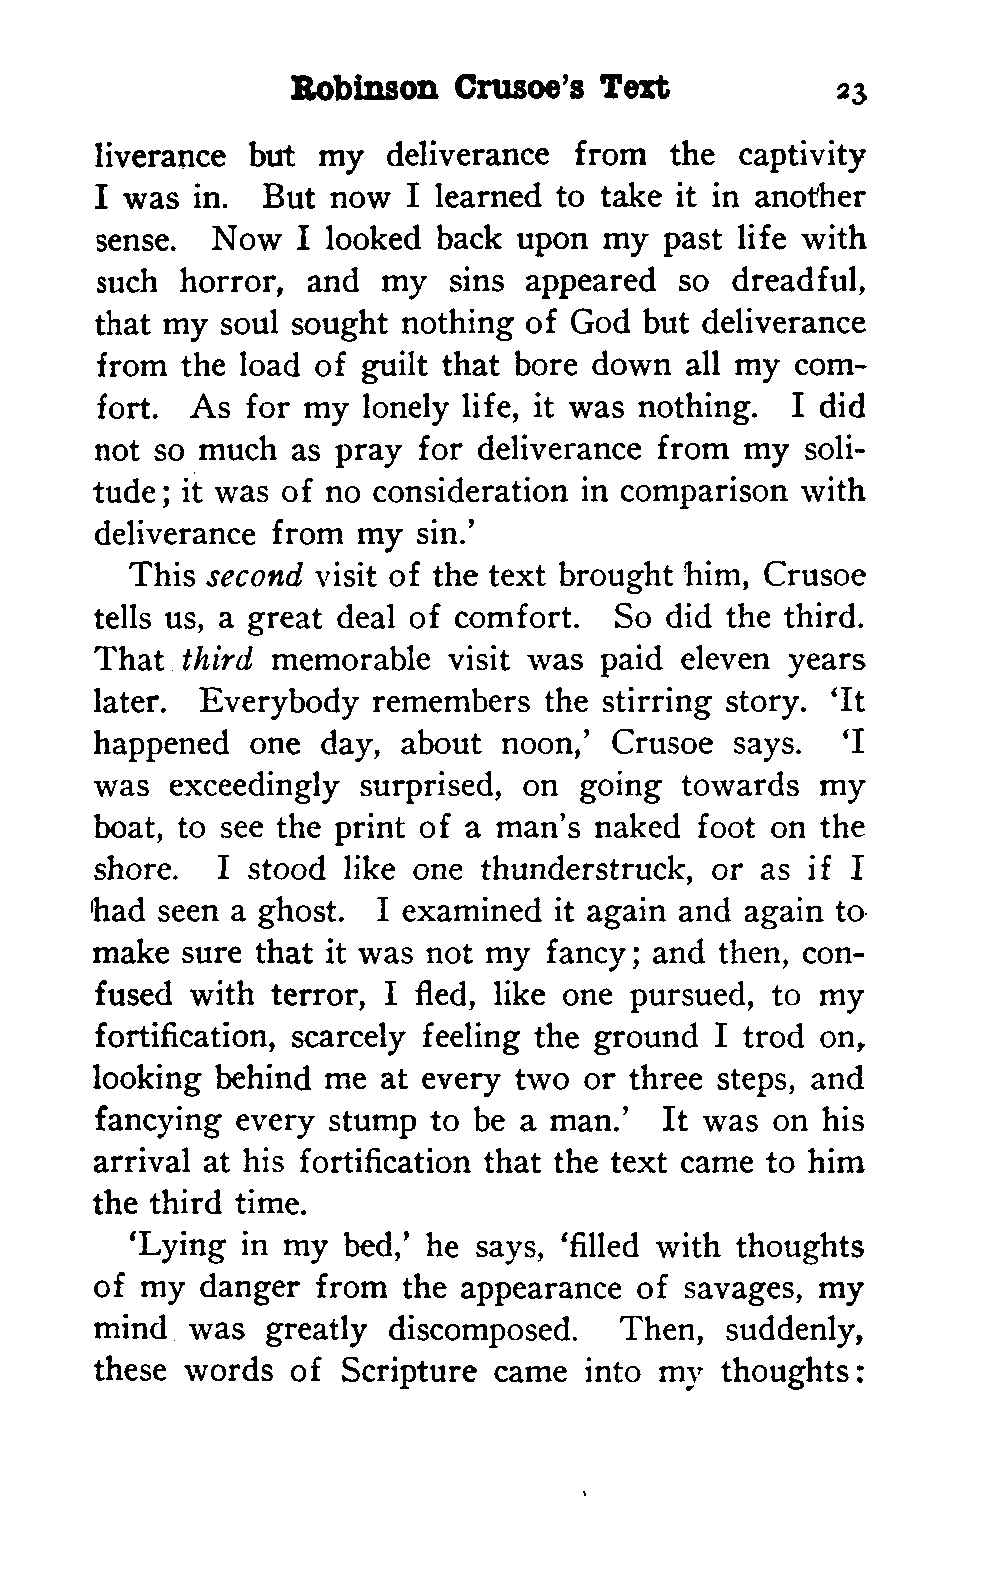 Robinson Crusoe's Text 23
liverance but my deliverance from the captivity
I was in. But now I learned to take it in another
sense. Now I looked back upon my past life with
such horror, and my sins appeared so dreadful,
that my soul sought nothing of God but deliverance
from the load of guilt that bore down all my com-
fort. As for my lonely life, it was nothing. I did
not so much as pray for deliverance from my soli-
tude; it was of no consideration in comparison with
deliverance from my sin.'
This second visit of the text brought him, Crusoe
tells us, a great deal of comfort. So did the third.
That third memorable visit was paid eleven years
later. Everybody remembers the stirring story. 'It
happened one day, about noon,' Crusoe says. 'I
was exceedingly surprised, on going towards my
boat, to see the print of a man's naked foot on the
shore. I stood like one thunderstruck, or as if I
had seen a ghost. I examined it again and again to
make sure that it was not my fancy; and then, con-
fused with terror, I fled, like one pursued, to my
fortification, scarcely feeling the ground I trod on,
looking behind me at every two or three steps, and
fancying every stump to be a man.' It was on his
arrival at his fortification that the text came to him
the third time.
'Lying in my bed,' he says, 'filled with thoughts
of my danger from the appearance of savages, my
mind was greatly discomposed. Then, suddenly,
these words of Scripture came into my thoughts: